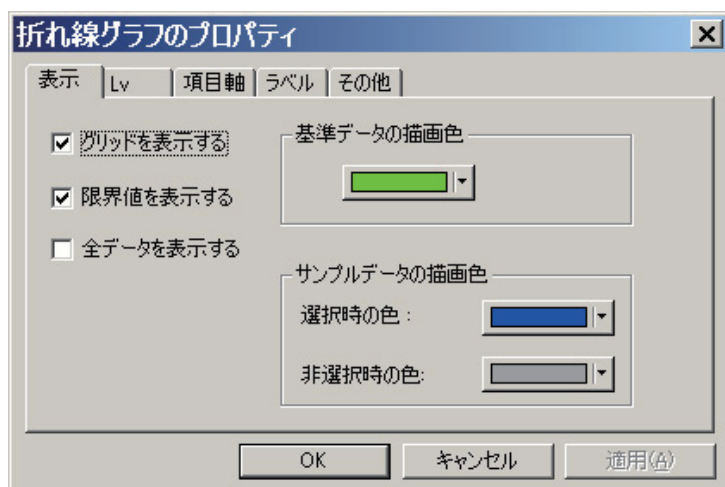 折れ線グラフのプロパティ
表示 Lv 項目軸 ラベル その他
グリッドを表示する
限界値を表示する
全データを表示する
基準データの描画色
サンプルデータの描画色
選択時の色:
非選択時の色:
OK キャンセル 適用(A)